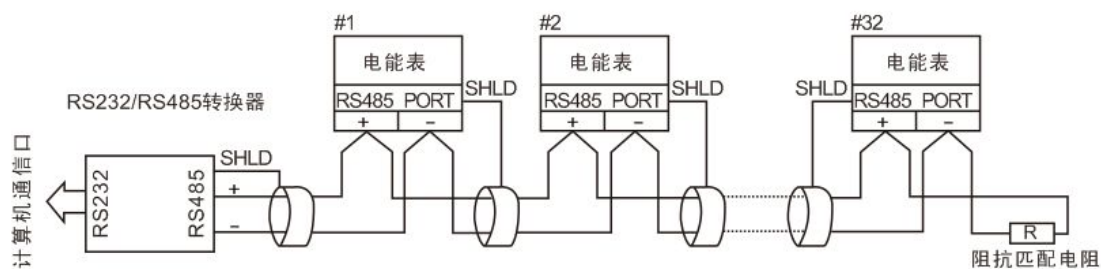 #1
#2
#32
电能表
电能表
电能表
RS232/RS485转换器
RS485 PORT
SHLD
RS485 PORT
SHLD
SHLD
RS485 PORT
+ −
+ −
+ −
计算机通信口
RS232
RS485
SHLD
+
−
R
阻抗匹配电阻